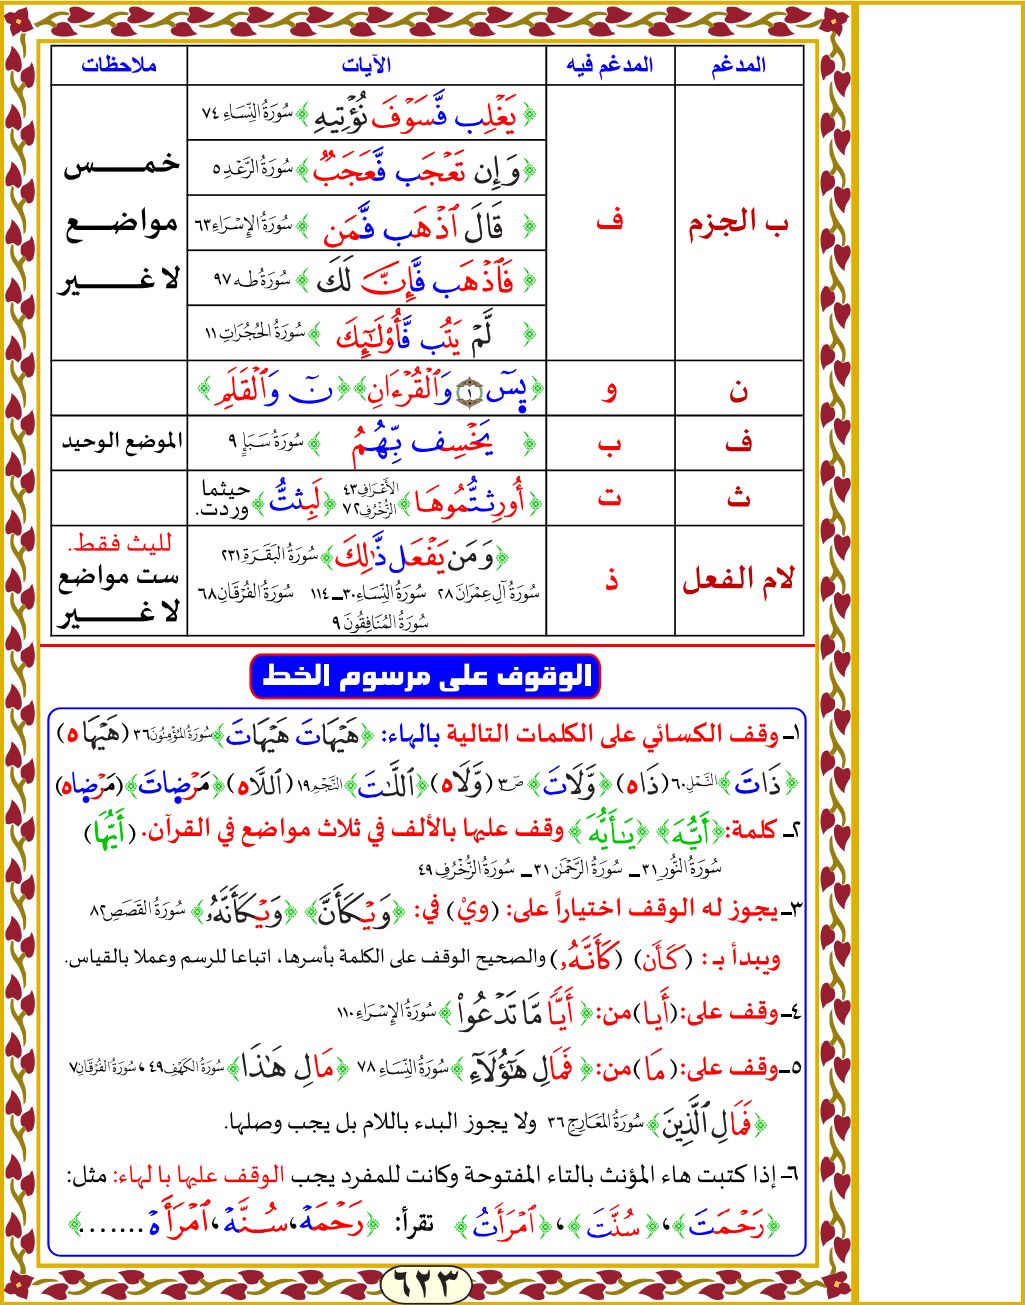 المدغم المدغم فيه الآيات ملاحظات
ب الجزم ف ﴿يَغْلِب فَّسَوْفَ نُؤْتِيهِ﴾ سُورَةُ النِّسَاءِ ٧٤ خمس مواضع لا غير
﴿وَإِن تَعْجَب فَّعَجَبٌ﴾ سُورَةُ الرَّعْدِ ٥
﴿قَالَ ٱذْهَب فَّمَن﴾ سُورَةُ الإِسْرَاءِ ٦٣
﴿فَٱذْهَب فَّإِنَّ لَكَ﴾ سُورَةُ طه ٩٧
﴿لَّمْ يَتُب فَّأُوْلَٰٓئِكَ﴾ سُورَةُ الحُجُرَاتِ ١١
ن و ﴿يسٓ ١ وَٱلْقُرْءَانِ﴾ ﴿نٓ وَٱلْقَلَمِ﴾
ف ب ﴿يَخْسِف بِّهُمُ﴾ سُورَةُ سَبَإٍ ٩ الموضع الوحيد
ث ت ﴿أُورِثتُّمُوهَا﴾ الأَعْرَافِ ٤٣ الزُّخْرُفِ ٧٢ ﴿لَبِثتُّ﴾ حيثما وردت.
لام الفعل ذ ﴿وَمَن يَفْعَل ذَّٰلِكَ﴾ سُورَةُ البَقَرَةِ ٢٣١ لليث فقط.
سُورَةُ آلِ عِمْرَانَ ٢٨ سُورَةُ النِّسَاءِ ٣٠ـ ١١٤ سُورَةُ الفُرْقَانِ ٦٨ ست مواضع
سُورَةُ المُنَافِقُونَ ٩ لا غير
الوقوف على مرسوم الخط
١ـ وقف الكسائي على الكلمات التالية بالهاء: ﴿هَيْهَاتَ هَيْهَاتَ﴾ سُورَةُ المُؤْمِنُونَ ٣٦ (هَيْهَاه)
﴿ذَاتَ﴾ النَّمْلِ ٦٠ (ذَاه) ﴿وَّلَاتَ﴾ صٓ ٣ (وَّلَاه) ﴿اللَّٰتَ﴾ النَّجْمِ ١٩ (اللَّاه) ﴿مَرْضَاتَ﴾ (مَرْضَاه)
٢ـ كلمة: ﴿أَيُّهَ﴾ ﴿يَٰٓأَيُّهَ﴾ وقف عليها بالألف في ثلاث مواضع في القرآن. (أَيُّهَا)
سُورَةُ النُّورِ ٣١ـ سُورَةُ الرَّحْمَٰنِ ٣١ـ سُورَةُ الزُّخْرُفِ ٤٩
٣ـ يجوز له الوقف اختياراً على: (ويْ) في: ﴿وَيْكَأَنَّ﴾ ﴿وَيْكَأَنَّهُ﴾ سُورَةُ القَصَصِ ٨٢
ويبدأ بـ: (كَأَن) (كَأَنَّهُ) والصحيح الوقف على الكلمة بأسرها، اتباعا للرسم وعملا بالقياس.
٤ـ وقف على: (أَيا) من: ﴿أَيًّا مَّا تَدْعُواْ﴾ سُورَةُ الإِسْرَاءِ ١١٠
٥ـ وقف على: (مَا) من: ﴿فَمَالِ هَٰٓؤُلَآءِ﴾ سُورَةُ النِّسَاءِ ٧٨ ﴿مَالِ هَٰذَا﴾ سُورَةُ الكَهْفِ ٤٩، سُورَةُ الفُرْقَانِ ٧
﴿فَمَالِ الَّذِينَ﴾ سُورَةُ المَعَارِجِ ٣٦ ولا يجوز البدء باللام بل يجب وصلها.
٦ـ إذا كتبت هاء المؤنث بالتاء المفتوحة وكانت للمفرد يجب الوقف عليها بالهاء: مثل:
﴿رَحْمَتَ﴾، ﴿سُنَّتَ﴾، ﴿ٱمْرَأَتُ﴾ تقرأ: ﴿رَحْمَهْ، سُنَّهْ، ٱمْرَأَهْ .......﴾
٦٢٣